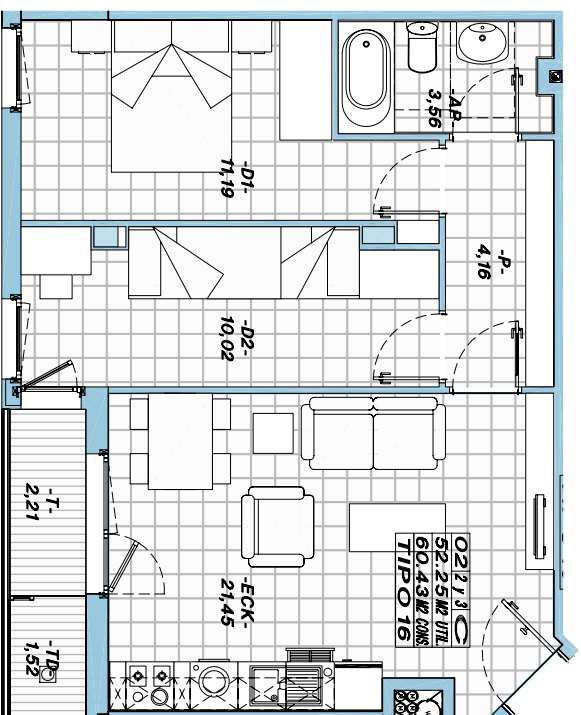 -AP-
3,56
-D1-
11,19
-P-
4,16
-D2-
10,02
-T-
2,21
-ECK-
21,45
-TD-
1,52
02 2 y 3 C
52.25 M2 UTIL.
60.43 M2 CONS.
TIPO 16